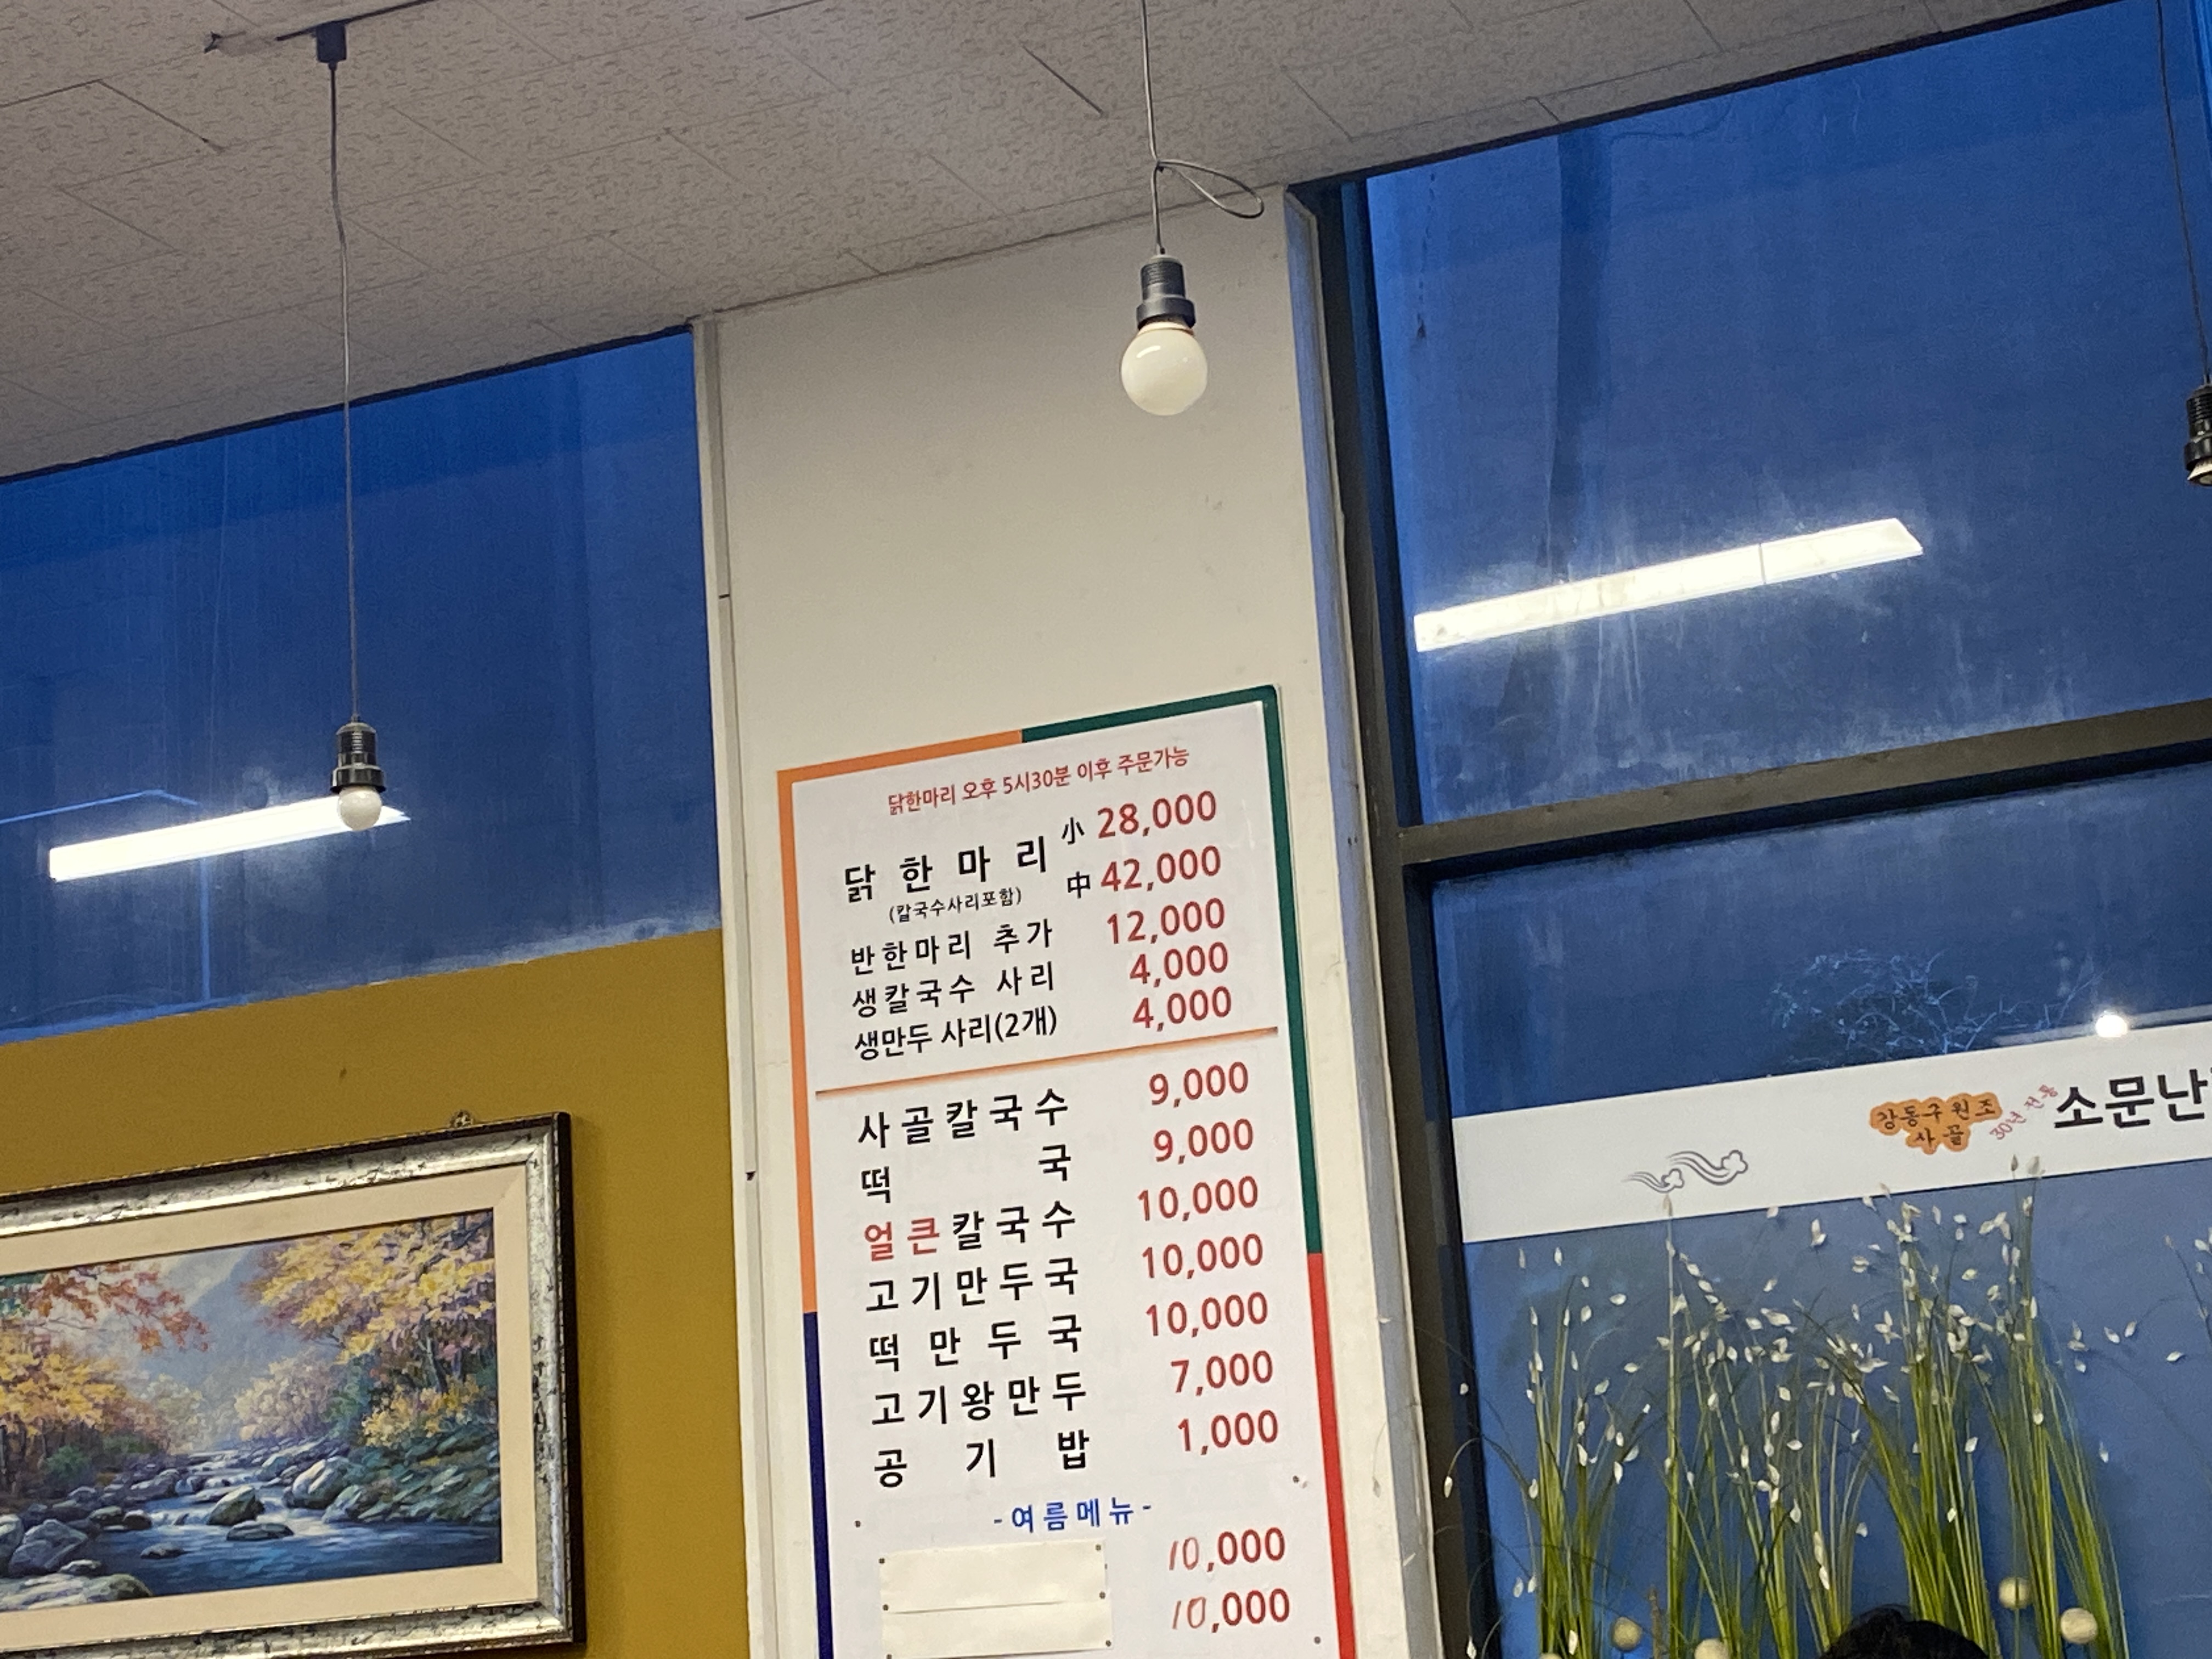 닭한마리 오후 5시30분 이후 주문가능
닭한마리 小 28,000
(칼국수사리포함) 中 42,000
반한마리 추가 12,000
생칼국수 사리 4,000
생만두 사리(2개) 4,000
사골칼국수 9,000
떡국 9,000
얼큰칼국수 10,000
고기만두국 10,000
떡만두국 10,000
고기왕만두 7,000
공기밥 1,000
-여름메뉴-
10,000
10,000
강동구 원조
사골
30년 전통
소문난